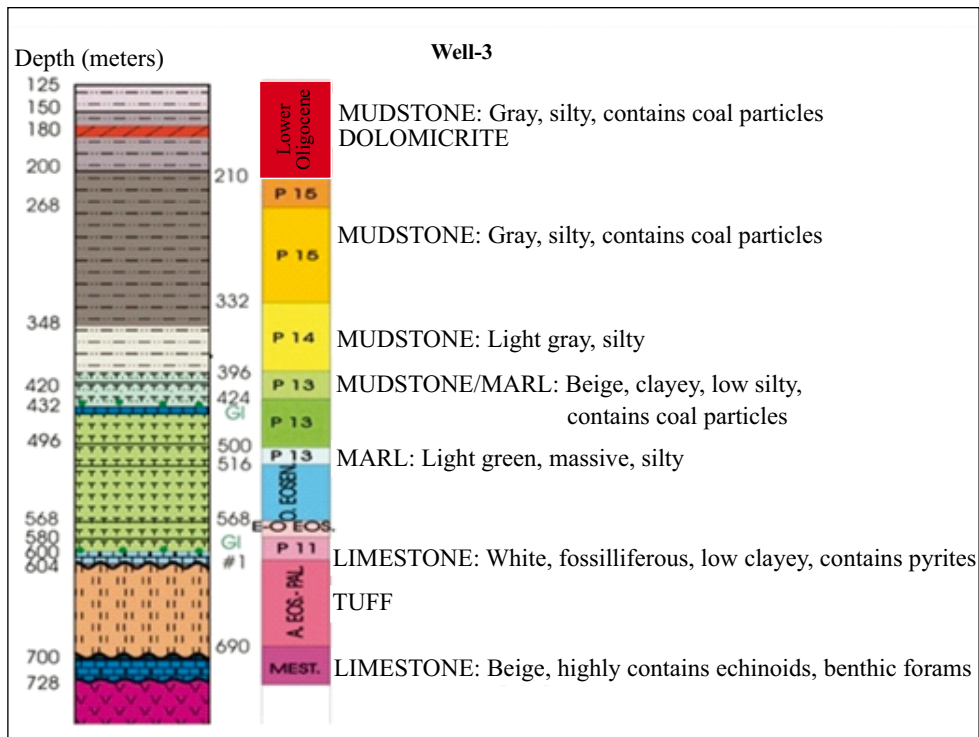 Well-3
Depth (meters)
125
150
180
200
268
348
420
432
496
568
580
600
604
700
728
210
332
396
424
GI
500
516
568
GI
#1
690
Lower
Oligocene
P 15
P 15
P 14
P 13
P 13
P 13
O. EOSEN.
E-O EOS.
P 11
A. EOS.- PAL.
MEST.
MUDSTONE: Gray, silty, contains coal particles
DOLOMICRITE
MUDSTONE: Gray, silty, contains coal particles
MUDSTONE: Light gray, silty
MUDSTONE/MARL: Beige, clayey, low silty,
contains coal particles
MARL: Light green, massive, silty
LIMESTONE: White, fossilliferous, low clayey, contains pyrites
TUFF
LIMESTONE: Beige, highly contains echinoids, benthic forams